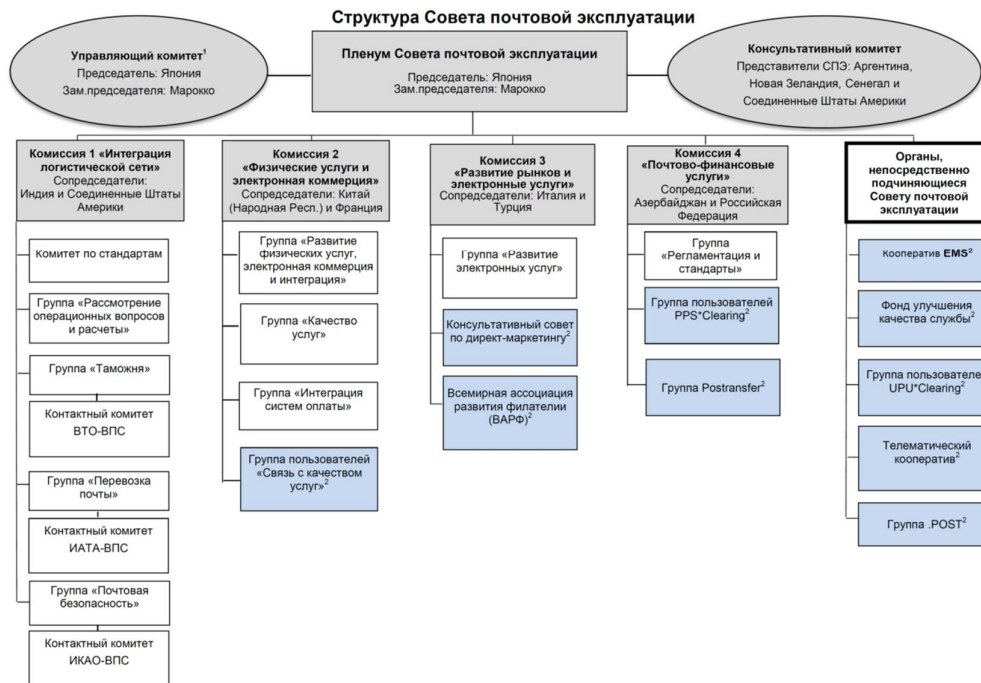 Структура Совета почтовой эксплуатации
Управляющий комитет¹
Председатель: Япония
Зам.председателя: Марокко
Пленум Совета почтовой эксплуатации
Председатель: Япония
Зам.председателя: Марокко
Консультативный комитет
Представители СПЭ: Аргентина,
Новая Зеландия, Сенегал и
Соединенные Штаты Америки
Комиссия 1 «Интеграция
логистической сети»
Сопредседатели:
Индия и Соединенные Штаты
Америки
Комитет по стандартам
Группа «Рассмотрение
операционных вопросов
и расчеты»
Группа «Таможня»
Контактный комитет
ВТО-ВПС
Группа «Перевозка
почты»
Контактный комитет
ИАТА-ВПС
Группа «Почтовая
безопасность»
Контактный комитет
ИКАО-ВПС
Комиссия 2
«Физические услуги и
электронная коммерция»
Сопредседатели: Китай
(Народная Респ.) и Франция
Группа «Развитие
физических услуг,
электронная коммерция
и интеграция»
Группа «Качество
услуг»
Группа «Интеграция
систем оплаты»
Группа пользователей
«Связь с качеством
услуг»²
Комиссия 3
«Развитие рынков и
электронные услуги»
Сопредседатели: Италия и
Турция
Группа «Развитие
электронных услуг»
Консультативный совет
по директ-маркетингу²
Всемирная ассоциация
развития филателии
(ВАРФ)²
Комиссия 4
«Почтово-финансовые
услуги»
Сопредседатели:
Азербайджан и Российская
Федерация
Группа
«Регламентация и
стандарты»
Группа пользователей
PPS*Clearing²
Группа Postransfer²
Органы,
непосредственно
подчиняющиеся
Совету почтовой
эксплуатации
Кооператив EMS²
Фонд улучшения
качества службы²
Группа пользователе
UPU*Clearing²
Телематический
кооператив²
Группа .POST²